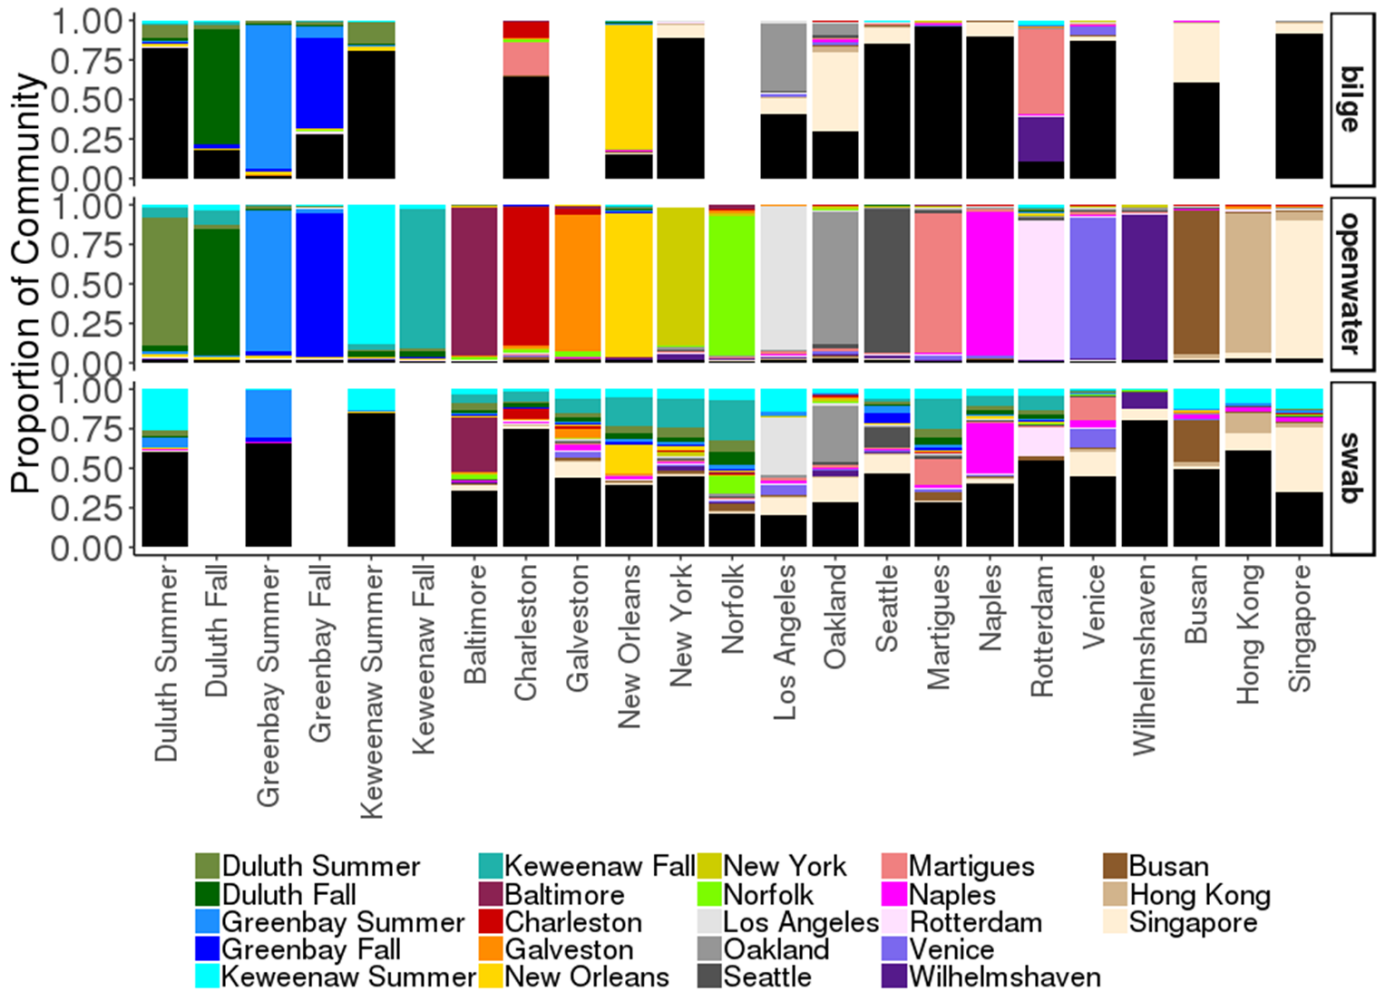 Proportion of Community
1.00
0.75
0.50
0.25
0.00
bilge
1.00
0.75
0.50
0.25
0.00
openwater
1.00
0.75
0.50
0.25
0.00
swab
Duluth Summer
Duluth Fall
Greenbay Summer
Greenbay Fall
Keweenaw Summer
Keweenaw Fall
Baltimore
Charleston
Galveston
New Orleans
New York
Norfolk
Los Angeles
Oakland
Seattle
Martigues
Naples
Rotterdam
Venice
Wilhelmshaven
Busan
Hong Kong
Singapore
Duluth Summer
Duluth Fall
Greenbay Summer
Greenbay Fall
Keweenaw Summer
Keweenaw Fall
Baltimore
Charleston
Galveston
New Orleans
New York
Norfolk
Los Angeles
Oakland
Seattle
Martigues
Naples
Rotterdam
Venice
Wilhelmshaven
Busan
Hong Kong
Singapore